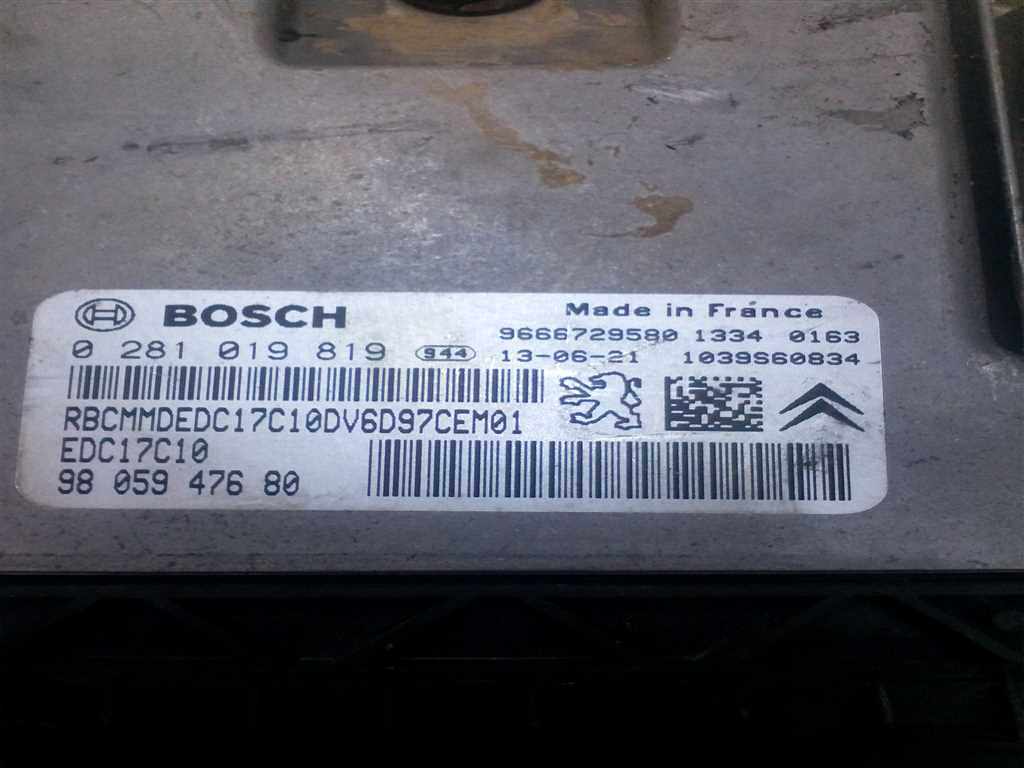 BOSCH
Made in France
0 281 019 819 944
9666729580 1334 0163
13-06-21 1039S60834
RBCMMDEDC17C10DV6D97CEM01
EDC17C10
98 059 476 80